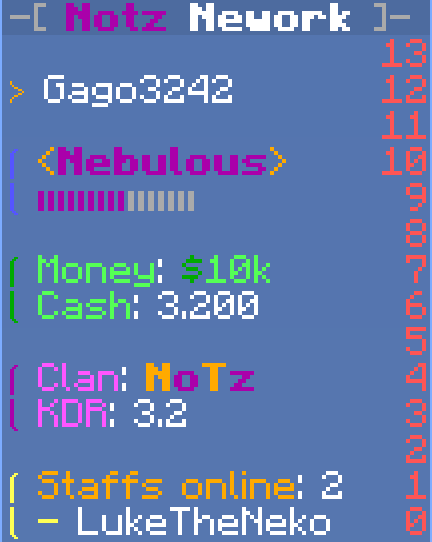 -[ Notz Nework ]-
13
> Gago3242 12
11
<Nebulous> 10
9
8
Money: $10k 7
Cash: 3.200 6
5
Clan: NoTz 4
KDR: 3.2 3
2
Staffs online: 2 1
- LukeTheNeko 0